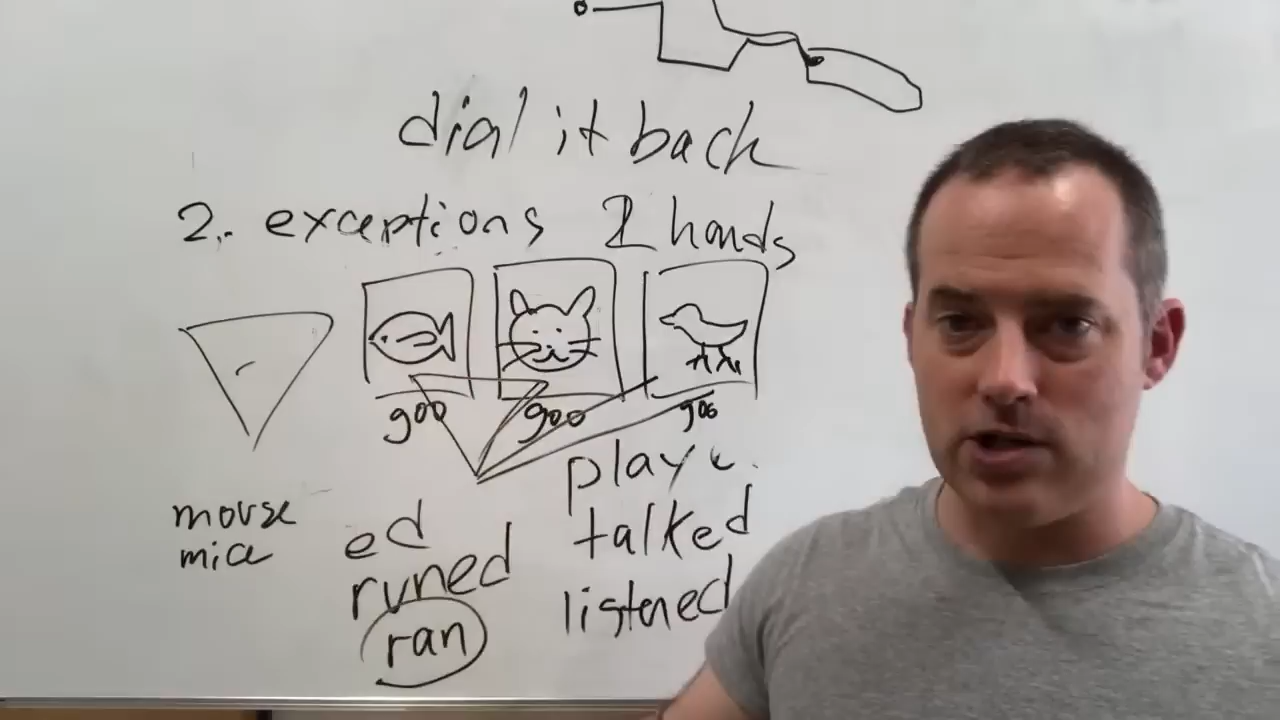 dial it back
2. exceptions 2 hands
goo goo goo
mouse
mice
ed
runed
ran
talked
listened